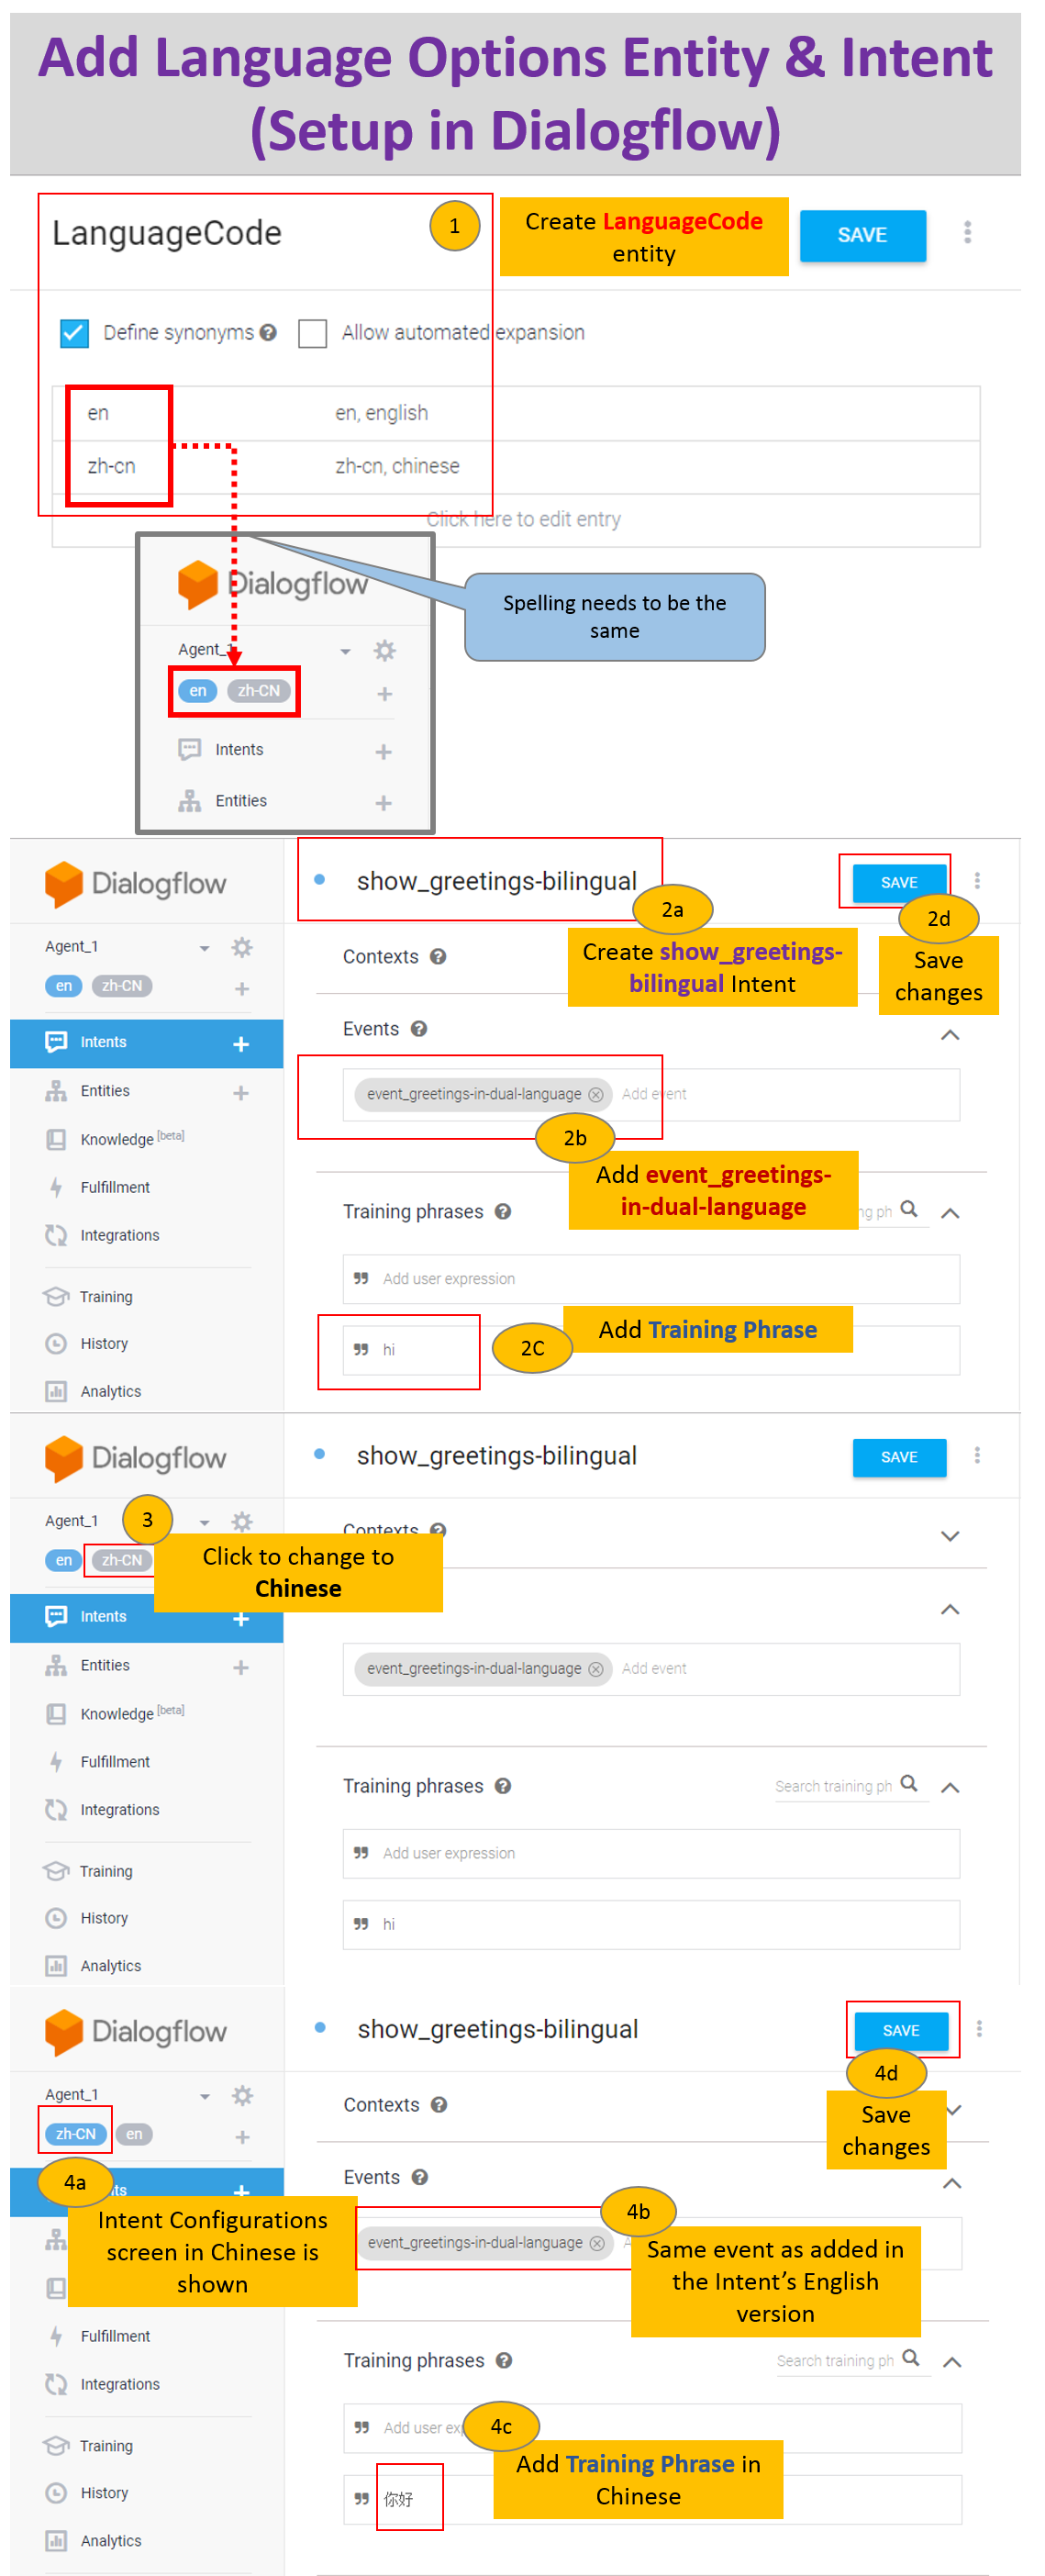 Add Language Options Entity & Intent
(Setup in Dialogflow)
LanguageCode
1
Create LanguageCode
entity
SAVE
Define synonyms
Allow automated expansion
en
en, english
zh-cn
zh-cn, chinese
Click here to edit entry
Dialogflow
Spelling needs to be the
same
Agent_1
en
zh-CN
Intents
Entities
Dialogflow
show_greetings-bilingual
SAVE
2a
2d
Create show_greetings-
bilingual Intent
Save
changes
Agent_1
en
zh-CN
Contexts
Events
Intents
Entities
Knowledge [beta]
Fulfillment
Integrations
Training
History
Analytics
event_greetings-in-dual-language
Add event
2b
Add event_greetings-
in-dual-language
Training phrases
ng ph
Add user expression
Add Training Phrase
2C
hi
Dialogflow
show_greetings-bilingual
SAVE
Agent_1
3
Contexts
en
zh-CN
Click to change to
Chinese
Intents
Entities
Knowledge [beta]
Fulfillment
Integrations
Training
History
Analytics
event_greetings-in-dual-language
Add event
Training phrases
Search training ph
Add user expression
hi
Dialogflow
show_greetings-bilingual
SAVE
4d
Save
changes
Agent_1
zh-CN
en
Contexts
4a
Events
Intent Configurations
screen in Chinese is
shown
4b
event_greetings-in-dual-language
Same event as added in
the Intent's English
version
Fulfillment
Integrations
Training
History
Analytics
Training phrases
Search training ph
Add user ex
4c
Add Training Phrase in
Chinese
你好